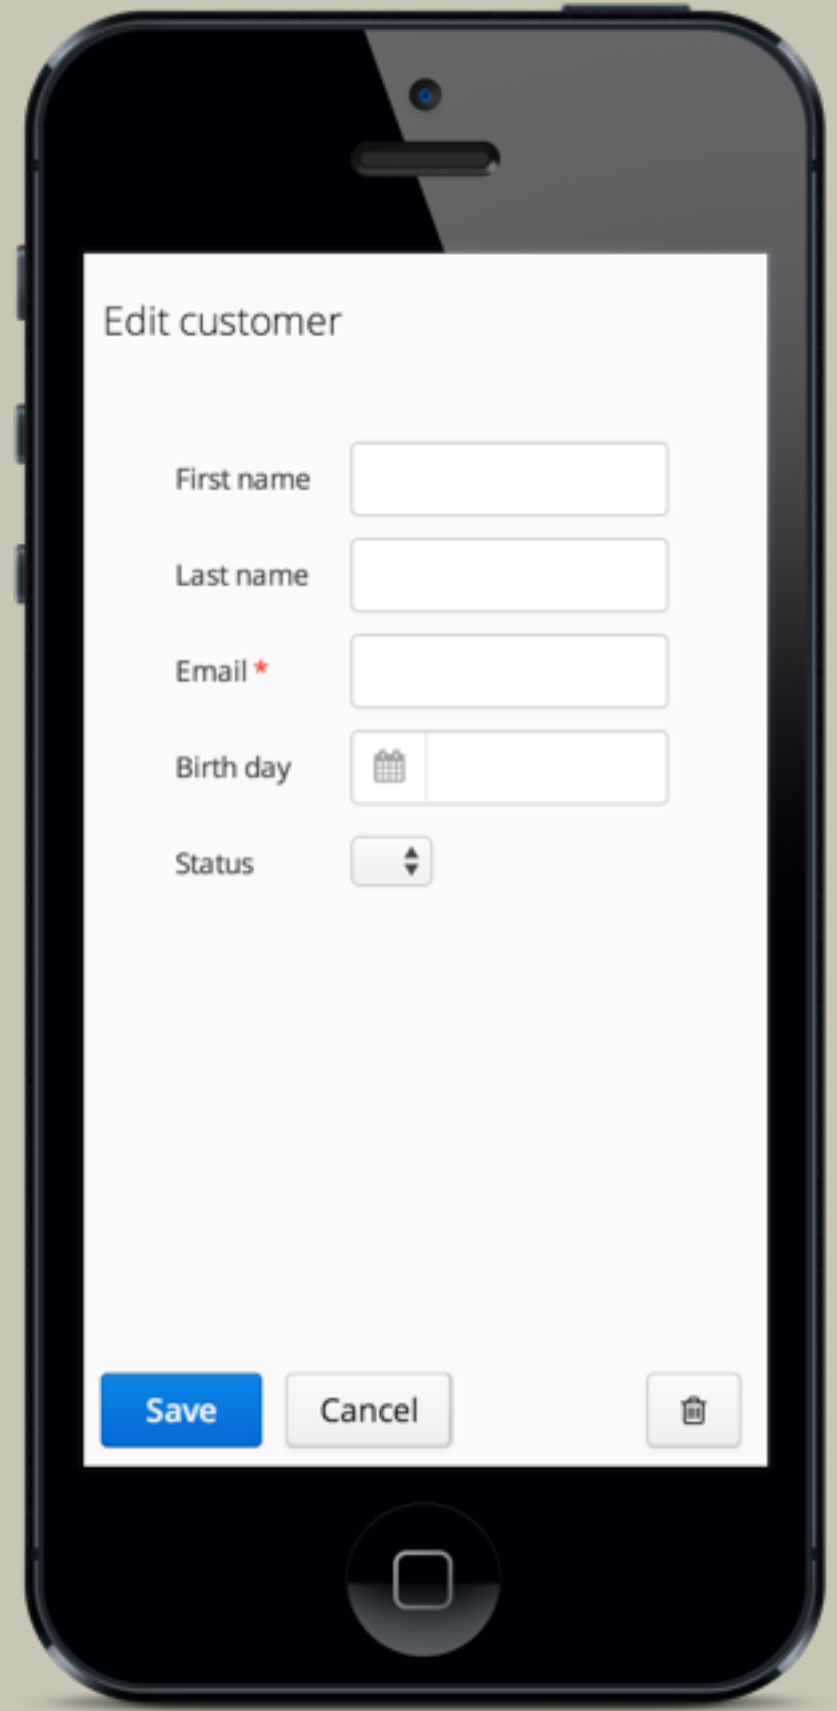 Edit customer
First name
Last name
Email *
Birth day
Status
Save Cancel